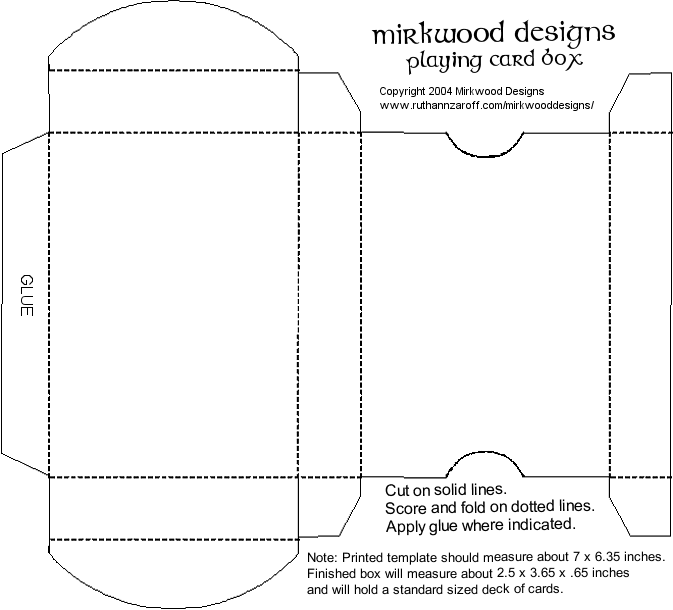 mirkwood designs
playing card box
Copyright 2004 Mirkwood Designs
www.ruthannzaroff.com/mirkwooddesigns/
GLUE
Cut on solid lines.
Score and fold on dotted lines.
Apply glue where indicated.
Note: Printed template should measure about 7 x 6.35 inches.
Finished box will measure about 2.5 x 3.65 x .65 inches
and will hold a standard sized deck of cards.